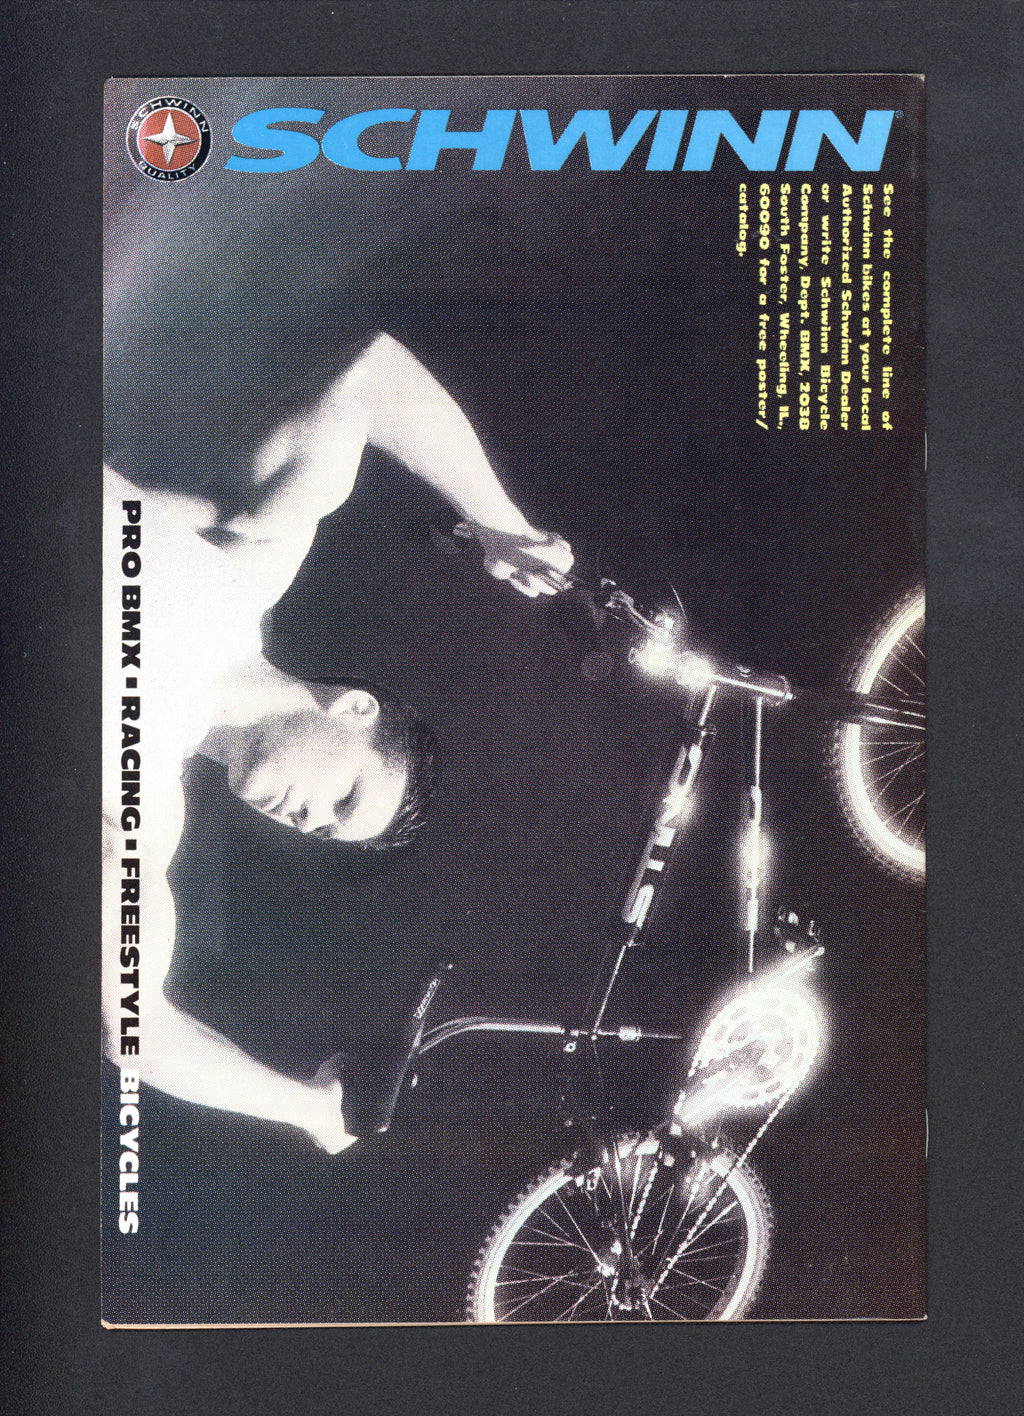 SCHWINN QUALITY
SCHWINN®
See the complete line of
Schwinn bikes at your local
Authorized Schwinn Dealer
or write Schwinn Bicycle
Company, Dept. BMX, 2038
South Foster, Wheeling, IL,
60090 for a free poster/
catalog.
STING
PRO BMX ▪ RACING ▪ FREESTYLE BICYCLES